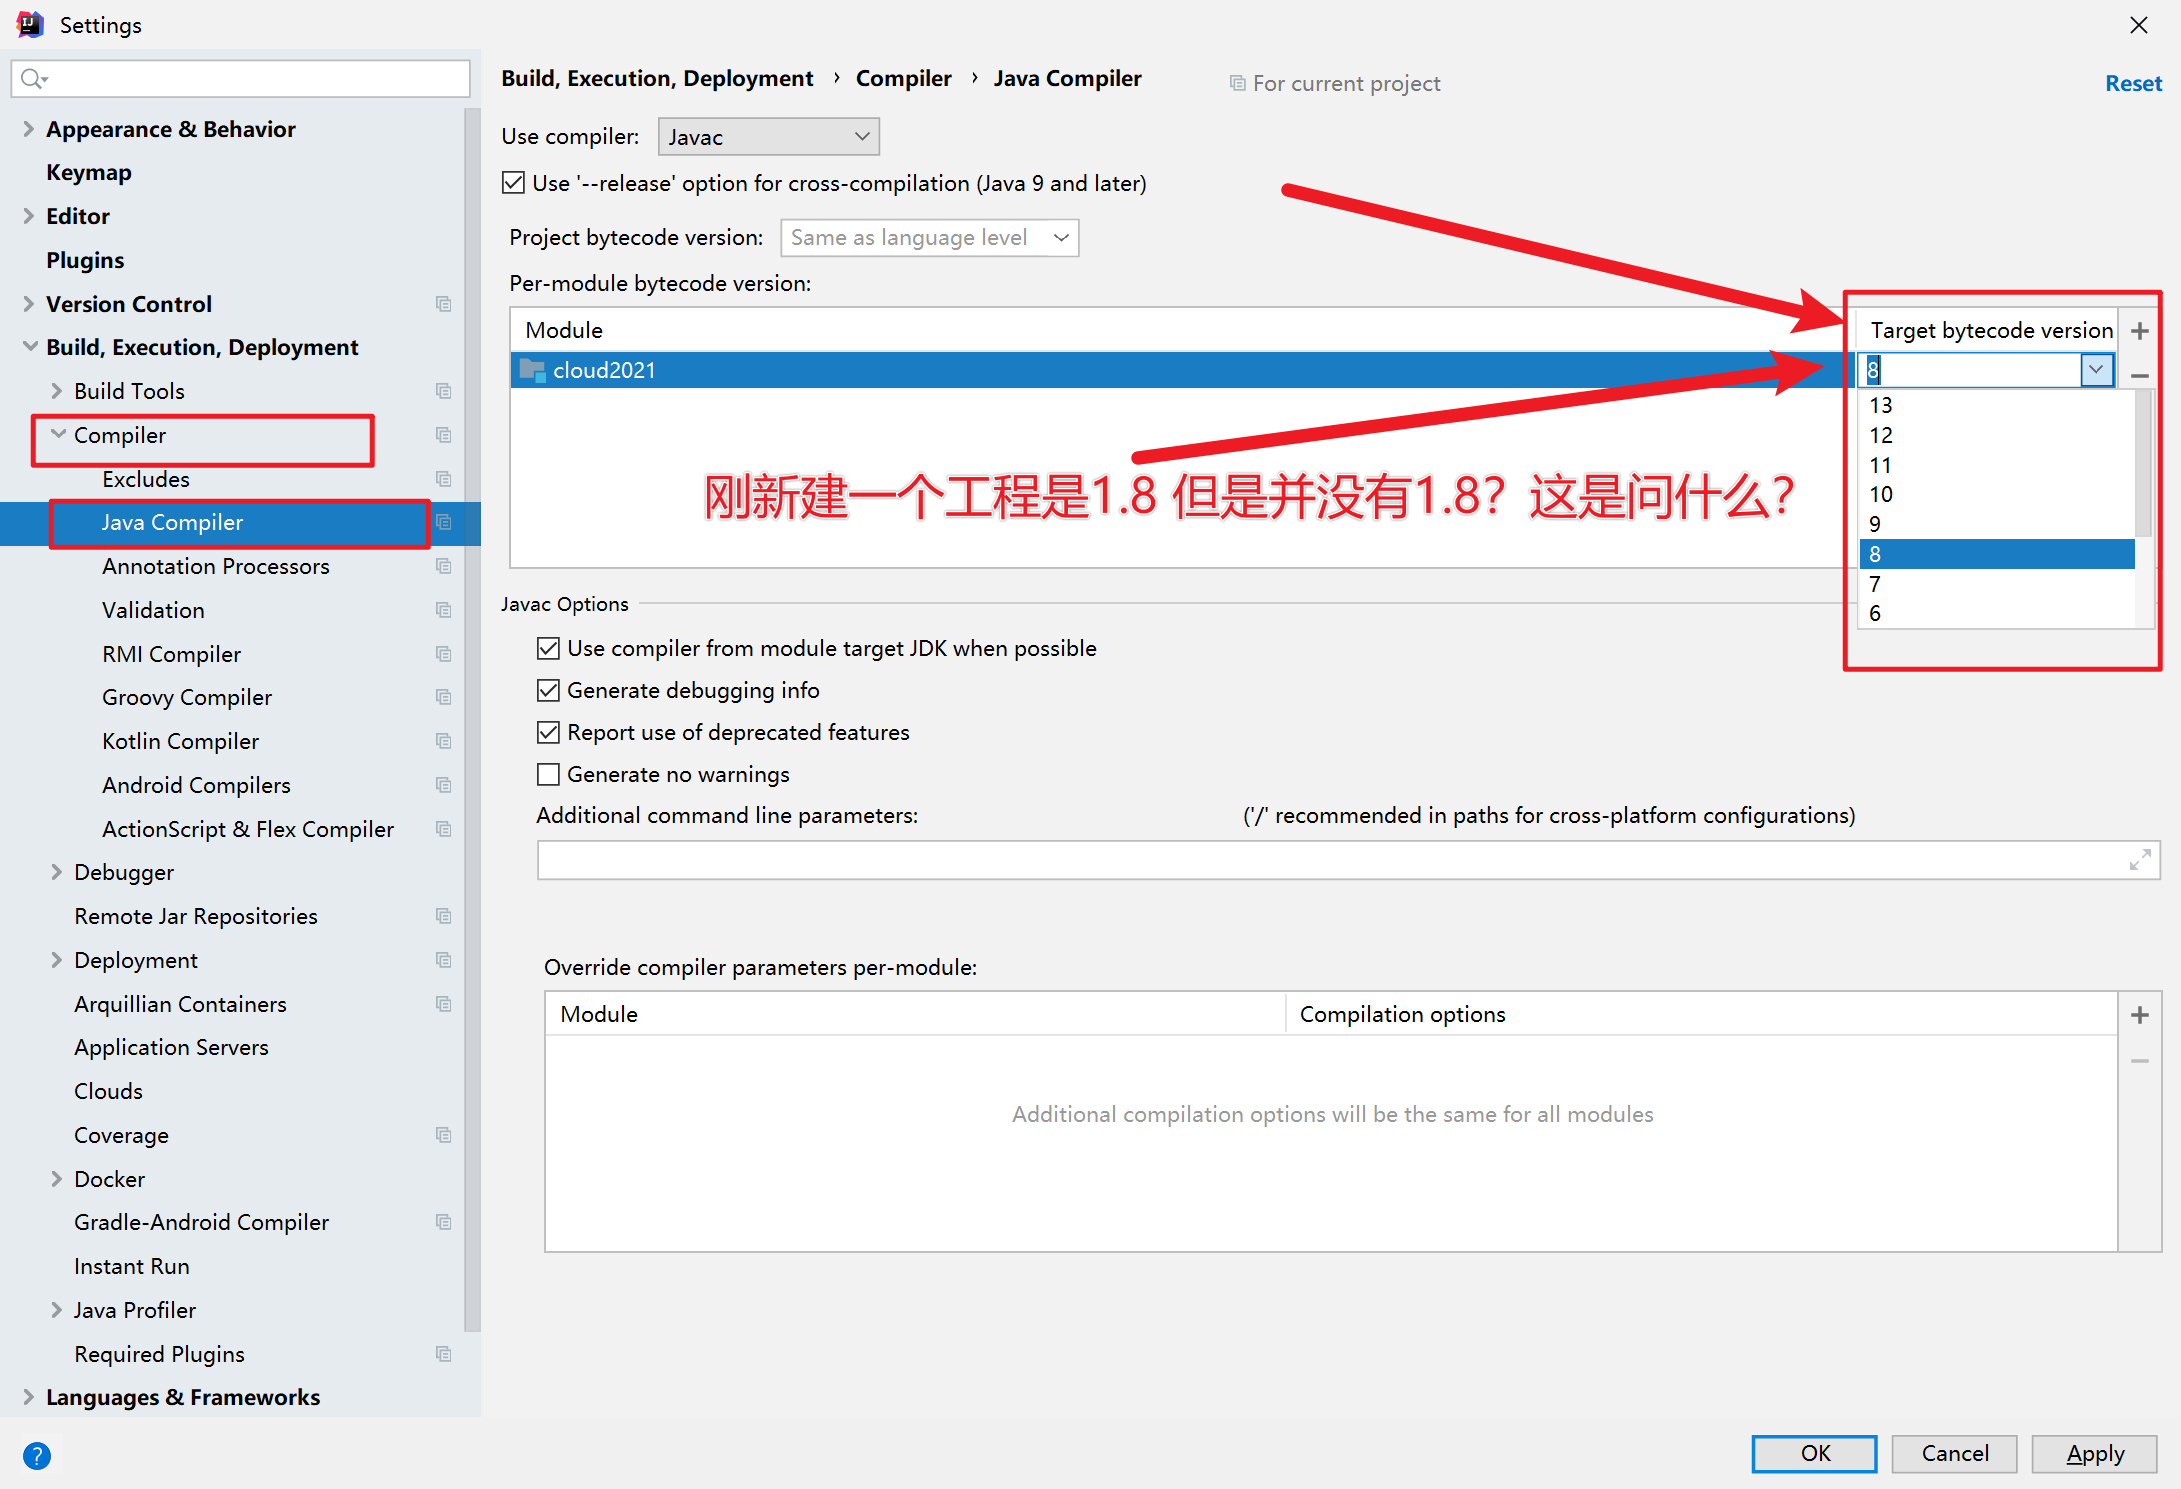 Settings
Appearance & Behavior
Keymap
Editor
Plugins
Version Control
Build, Execution, Deployment
Build Tools
Compiler
Excludes
Java Compiler
Annotation Processors
Validation
RMI Compiler
Groovy Compiler
Kotlin Compiler
Android Compilers
ActionScript & Flex Compiler
Debugger
Remote Jar Repositories
Deployment
Arquillian Containers
Application Servers
Clouds
Coverage
Docker
Gradle-Android Compiler
Instant Run
Java Profiler
Required Plugins
Languages & Frameworks
Build, Execution, Deployment › Compiler › Java Compiler
For current project
Reset
Use compiler: Javac
Use '--release' option for cross-compilation (Java 9 and later)
Project bytecode version: Same as language level
Per-module bytecode version:
Module
Target bytecode version
cloud2021
8
13
12
11
10
9
8
7
6
刚新建一个工程是1.8 但是并没有1.8？这是问什么？
Javac Options
Use compiler from module target JDK when possible
Generate debugging info
Report use of deprecated features
Generate no warnings
Additional command line parameters:
('/' recommended in paths for cross-platform configurations)
Override compiler parameters per-module:
Module
Compilation options
Additional compilation options will be the same for all modules
?
OK
Cancel
Apply